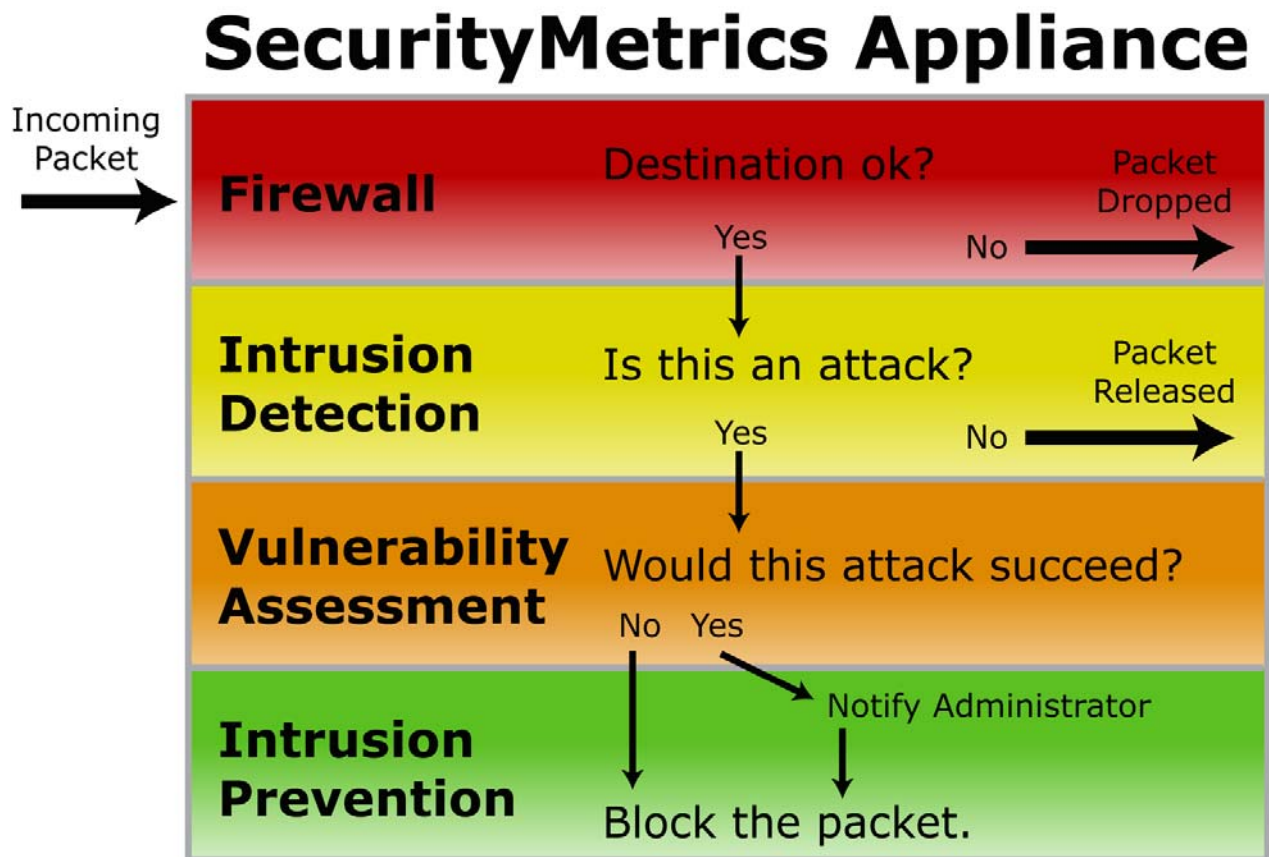 SecurityMetrics Appliance
Incoming
Packet
Firewall
Destination ok?
Packet
Dropped
Yes
No
Intrusion
Detection
Is this an attack?
Packet
Released
Yes
No
Vulnerability
Assessment
Would this attack succeed?
No Yes
Intrusion
Prevention
Notify Administrator
Block the packet.